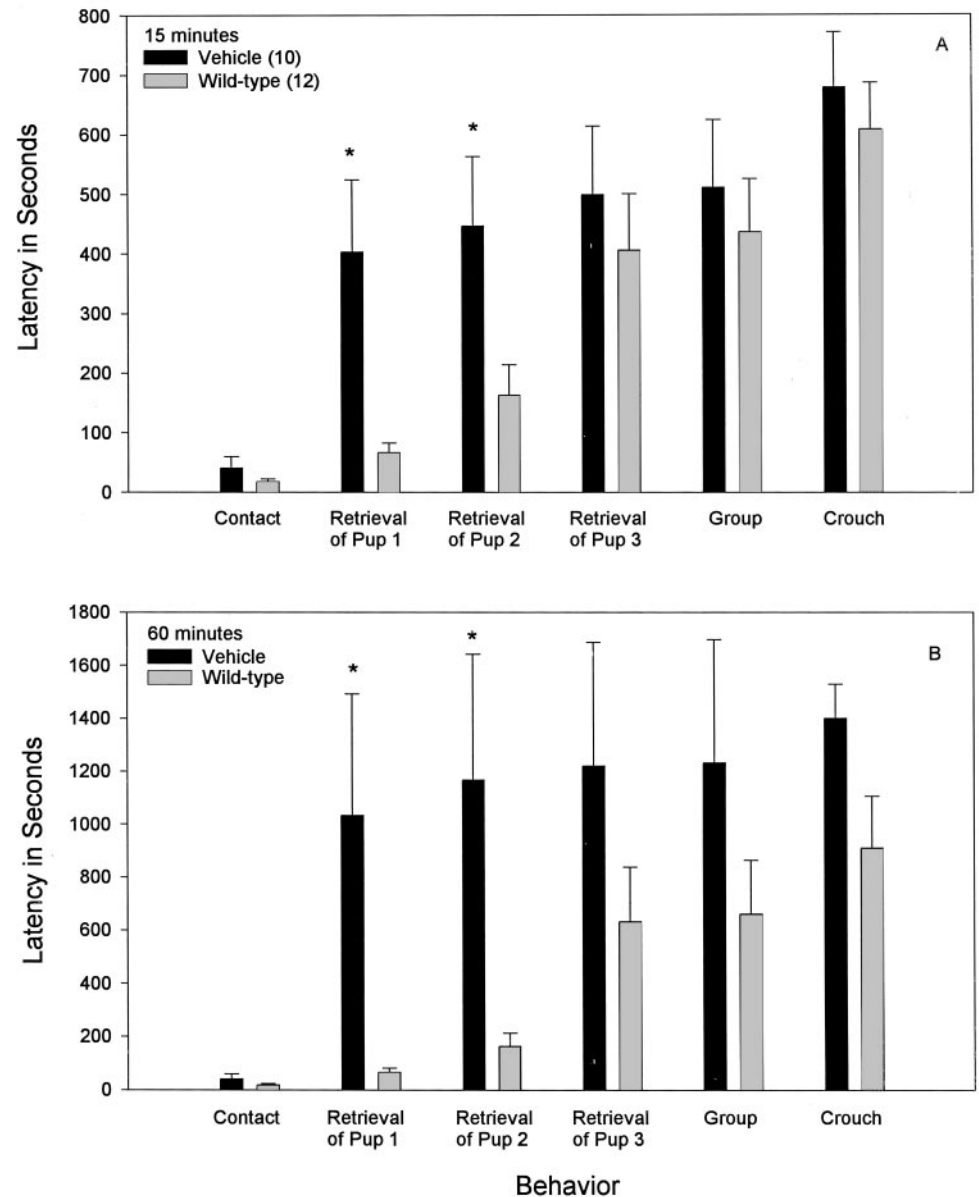 800
700
600
500
400
300
200
100
0
Latency in Seconds
15 minutes
Vehicle (10)
Wild-type (12)
A
*
*
Contact
Retrieval of Pup 1
Retrieval of Pup 2
Retrieval of Pup 3
Group
Crouch
1800
1600
1400
1200
1000
800
600
400
200
0
Latency in Seconds
60 minutes
Vehicle
Wild-type
B
*
*
Contact
Retrieval of Pup 1
Retrieval of Pup 2
Retrieval of Pup 3
Group
Crouch
Behavior